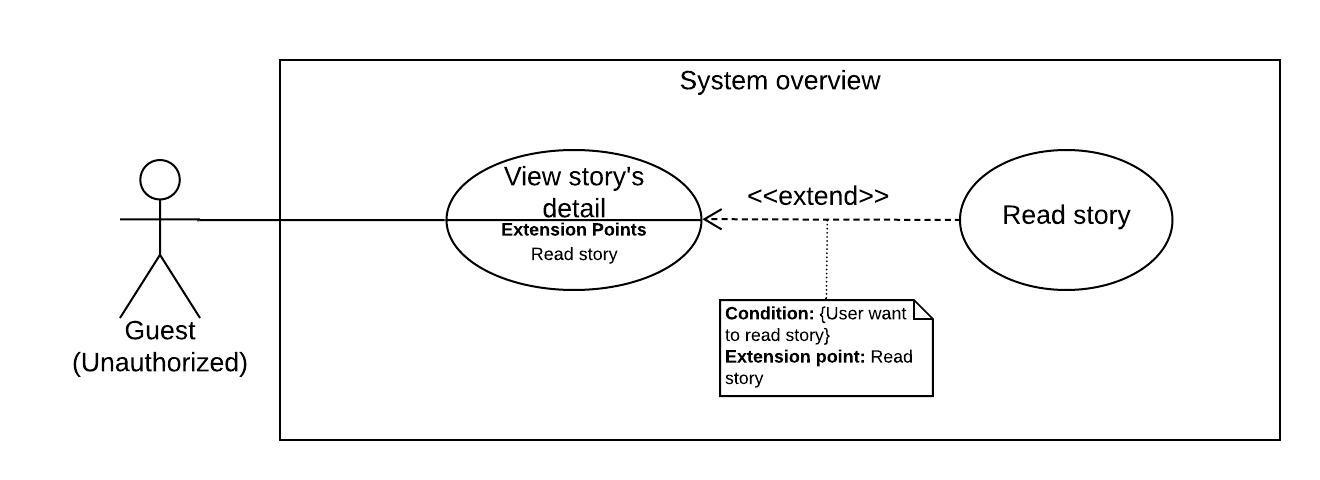 System overview
View story's
detail
Extension Points
Read story
<<extend>>
Read story
Condition: {User want
to read story}
Extension point: Read
story
Guest
(Unauthorized)